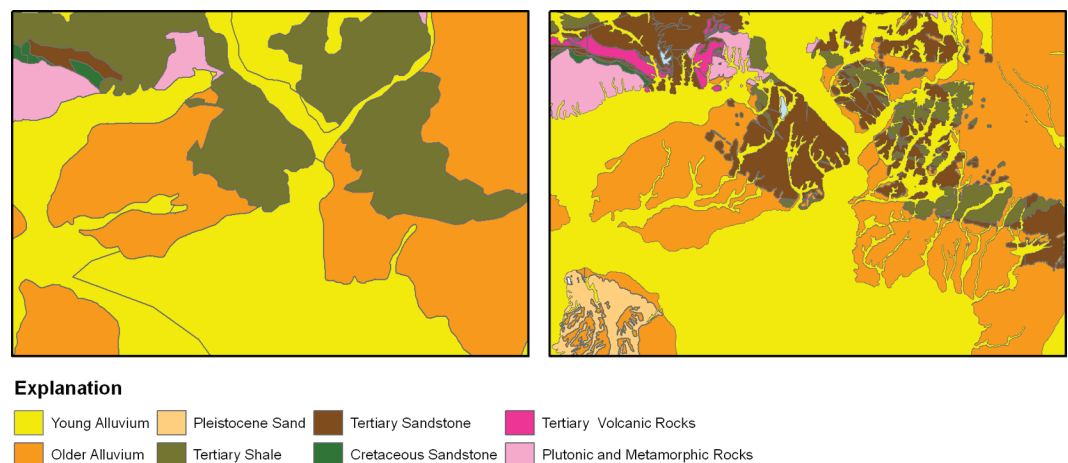 Explanation
Young Alluvium Pleistocene Sand Tertiary Sandstone Tertiary Volcanic Rocks
Older Alluvium Tertiary Shale Cretaceous Sandstone Plutonic and Metamorphic Rocks